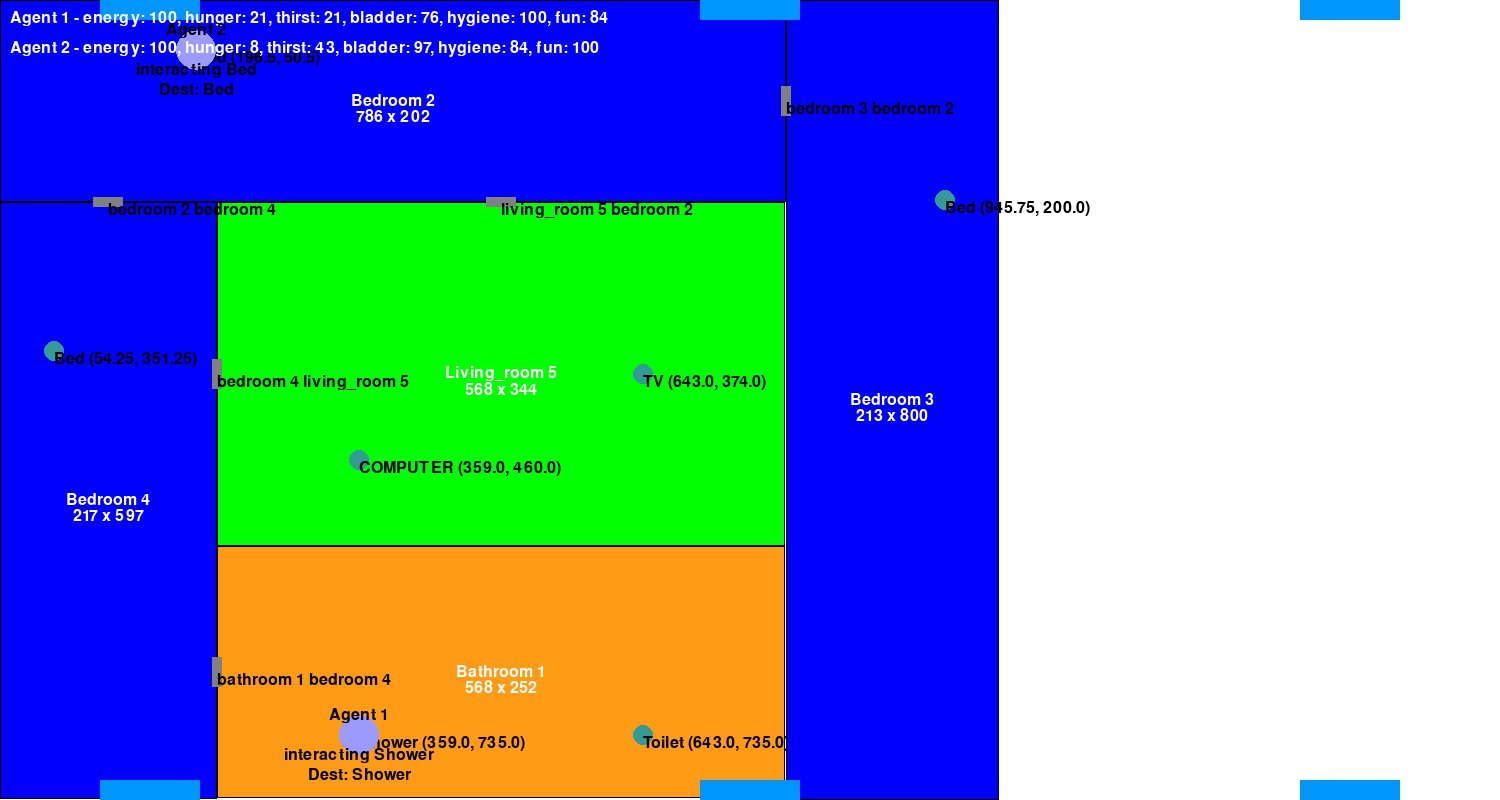 Agent 1 - energy: 100, hunger: 21, thirst: 21, bladder: 76, hygiene: 100, fun: 84
Agent 2
Agent 2 - energy: 100, hunger: 8, thirst: 43, bladder: 97, hygiene: 84, fun: 100
(196.5, 50.5)
interacting Bed
Dest: Bed
Bedroom 2
786 x 202
bedroom 3 bedroom 2
bedroom 2 bedroom 4
living_room 5 bedroom 2
Bed (945.75, 200.0)
Bed (54.25, 351.25)
bedroom 4 living_room 5
Living_room 5
568 x 344
TV (643.0, 374.0)
Bedroom 3
213 x 800
COMPUTER (359.0, 460.0)
Bedroom 4
217 x 597
bathroom 1 bedroom 4
Bathroom 1
568 x 252
Agent 1
ower (359.0, 735.0)
interacting Shower
Dest: Shower
Toilet (643.0, 735.0)